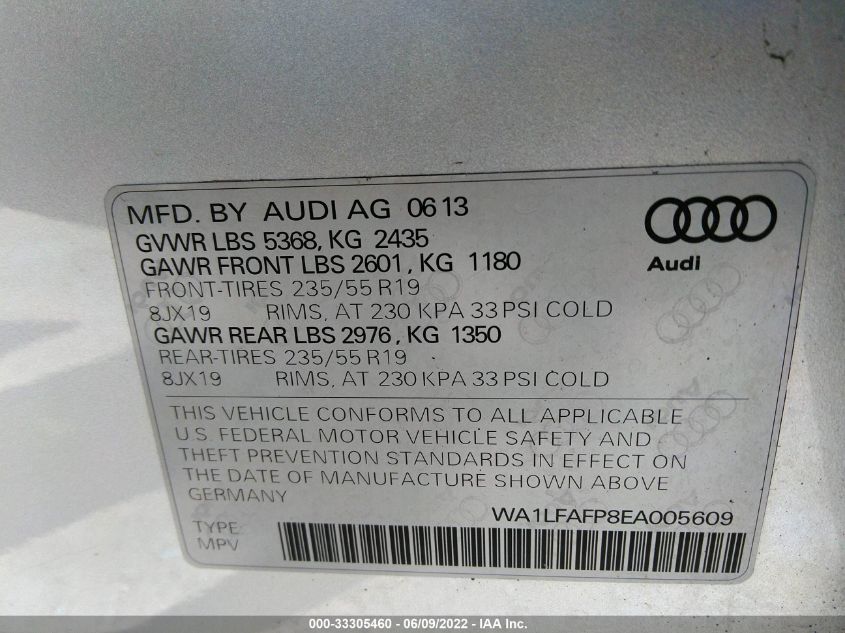 MFD. BY AUDI AG 0613
GVWR LBS 5368, KG 2435
GAWR FRONT LBS 2601, KG 1180
FRONT-TIRES 235/55 R19
8JX19 RIMS, AT 230 KPA 33 PSI COLD
GAWR REAR LBS 2976, KG 1350
REAR-TIRES 235/55 R19
8JX19 RIMS, AT 230 KPA 33 PSI COLD
Audi
THIS VEHICLE CONFORMS TO ALL APPLICABLE
U.S. FEDERAL MOTOR VEHICLE SAFETY AND
THEFT PREVENTION STANDARDS IN EFFECT ON
THE DATE OF MANUFACTURE SHOWN ABOVE
GERMANY
WA1LFAFP8EA005609
TYPE
MPV
000-33305460 - 06/09/2022 - IAA Inc.